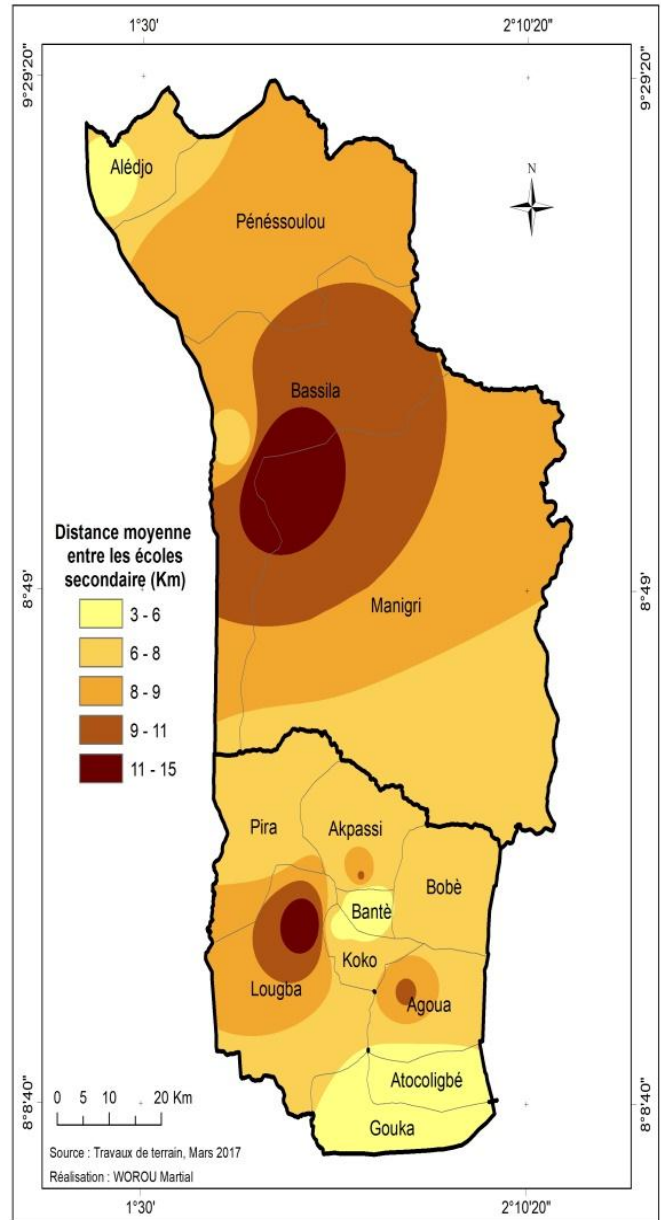 1°30'
2°10'20"
9°29'20"
9°29'20"
Alédjo
N
Pénéssoulou
Bassila
Distance moyenne
entre les écoles
secondaire (Km)
3 - 6
6 - 8
8 - 9
9 - 11
11 - 15
8°49'
8°49'
Manigri
Pira
Akpassi
Bobè
Bantè
Koko
Lougba
Agoua
Atocoligbé
Gouka
0 5 10 20 Km
8°8'40"
8°8'40"
Source : Travaux de terrain, Mars 2017
Réalisation : WOROU Martial
1°30'
2°10'20"